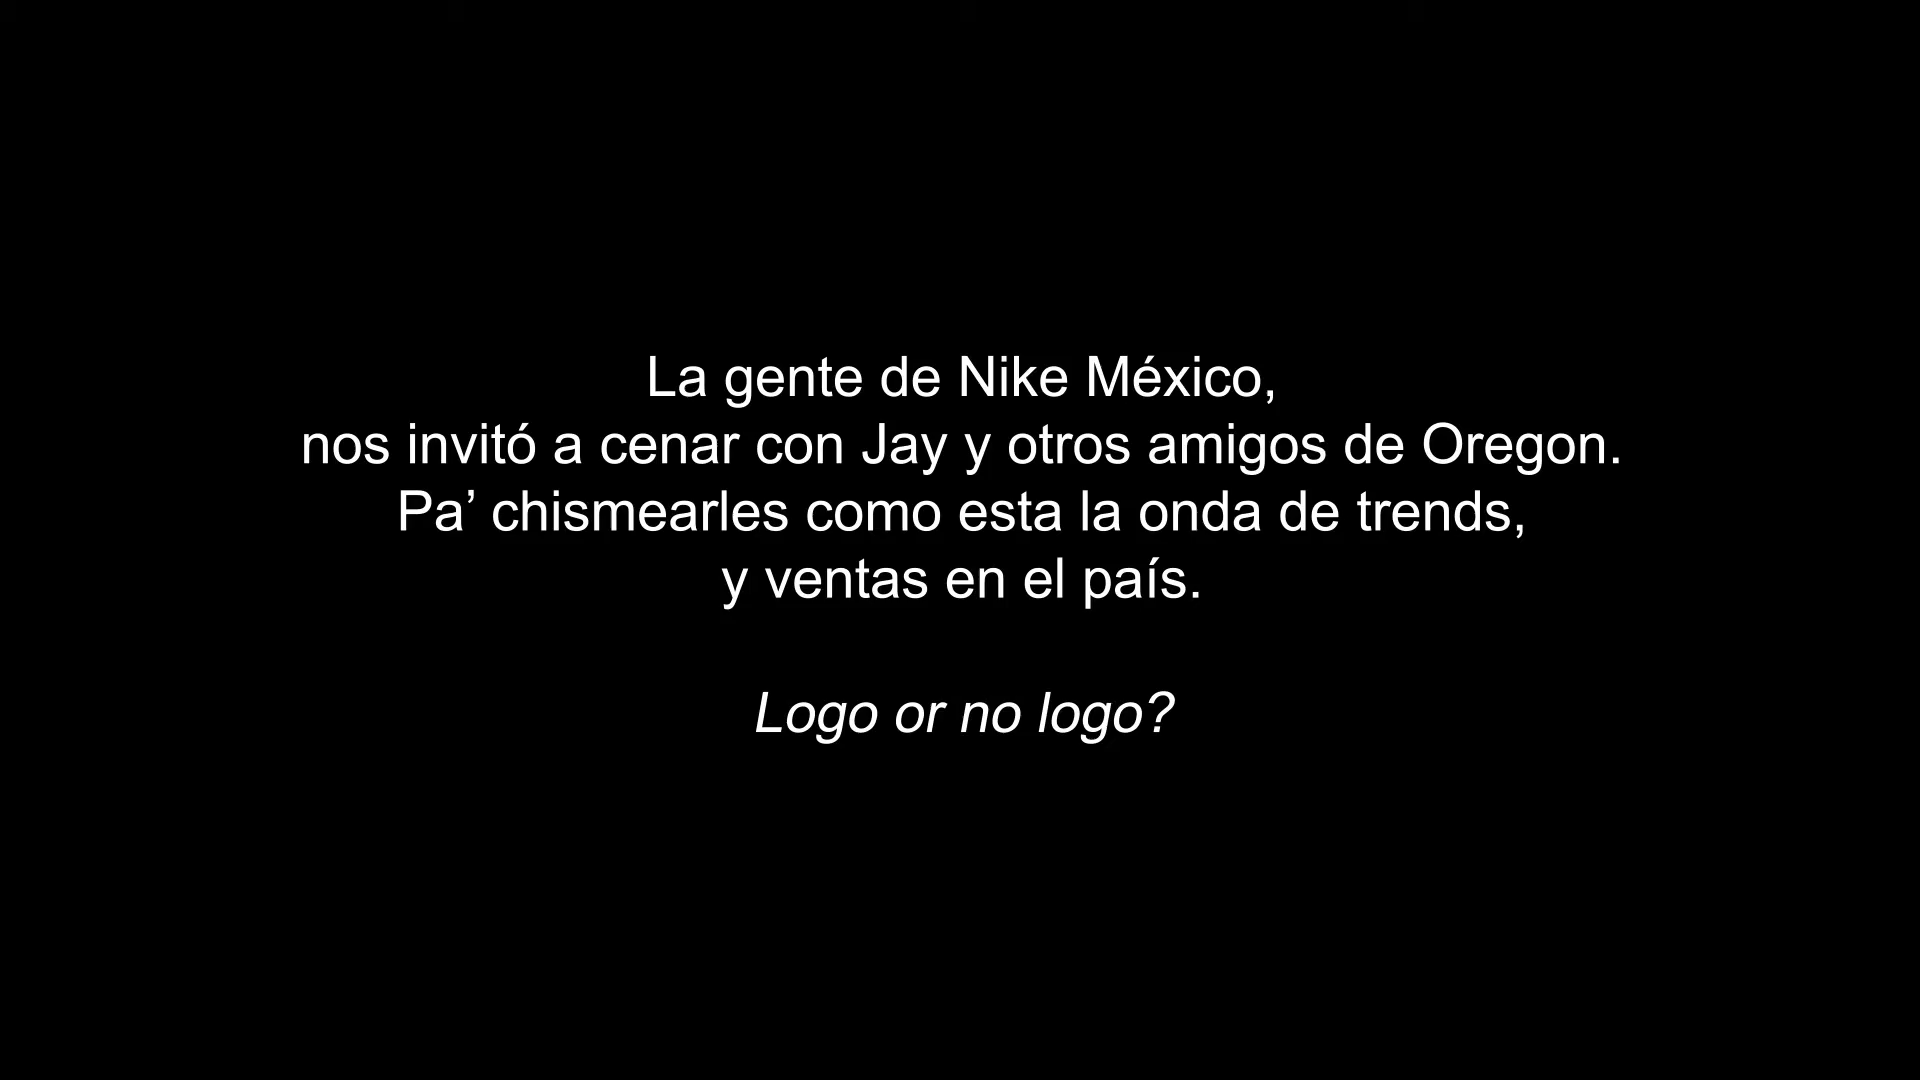 La gente de Nike México,
nos invitó a cenar con Jay y otros amigos de Oregon.
Pa’ chismearles como esta la onda de trends,
y ventas en el país.
Logo or no logo?